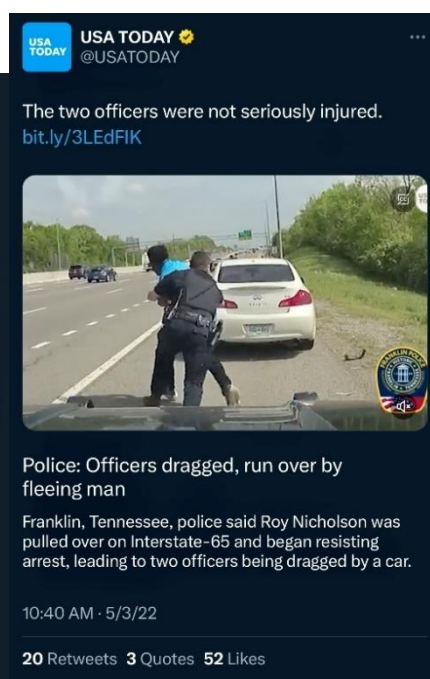 USA
TODAY
USA TODAY
@USATODAY
The two officers were not seriously injured.
bit.ly/3LEdFIK
FRANKLIN POLICE
Police: Officers dragged, run over by
fleeing man
Franklin, Tennessee, police said Roy Nicholson was
pulled over on Interstate-65 and began resisting
arrest, leading to two officers being dragged by a car.
10:40 AM · 5/3/22
20 Retweets 3 Quotes 52 Likes